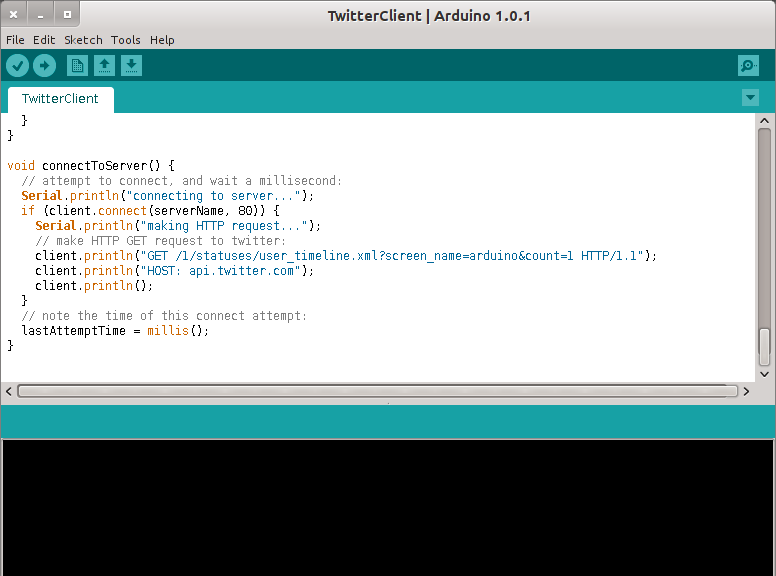 TwitterClient | Arduino 1.0.1
File Edit Sketch Tools Help
TwitterClient
  }
}
void connectToServer() {
  // attempt to connect, and wait a millisecond:
  Serial.println("connecting to server...");
  if (client.connect(serverName, 80)) {
    Serial.println("making HTTP request...");
    // make HTTP GET request to twitter:
    client.println("GET /1/statuses/user_timeline.xml?screen_name=arduino&count=1 HTTP/1.1");
    client.println("HOST: api.twitter.com");
    client.println();
  }
  // note the time of this connect attempt:
  lastAttemptTime = millis();
}